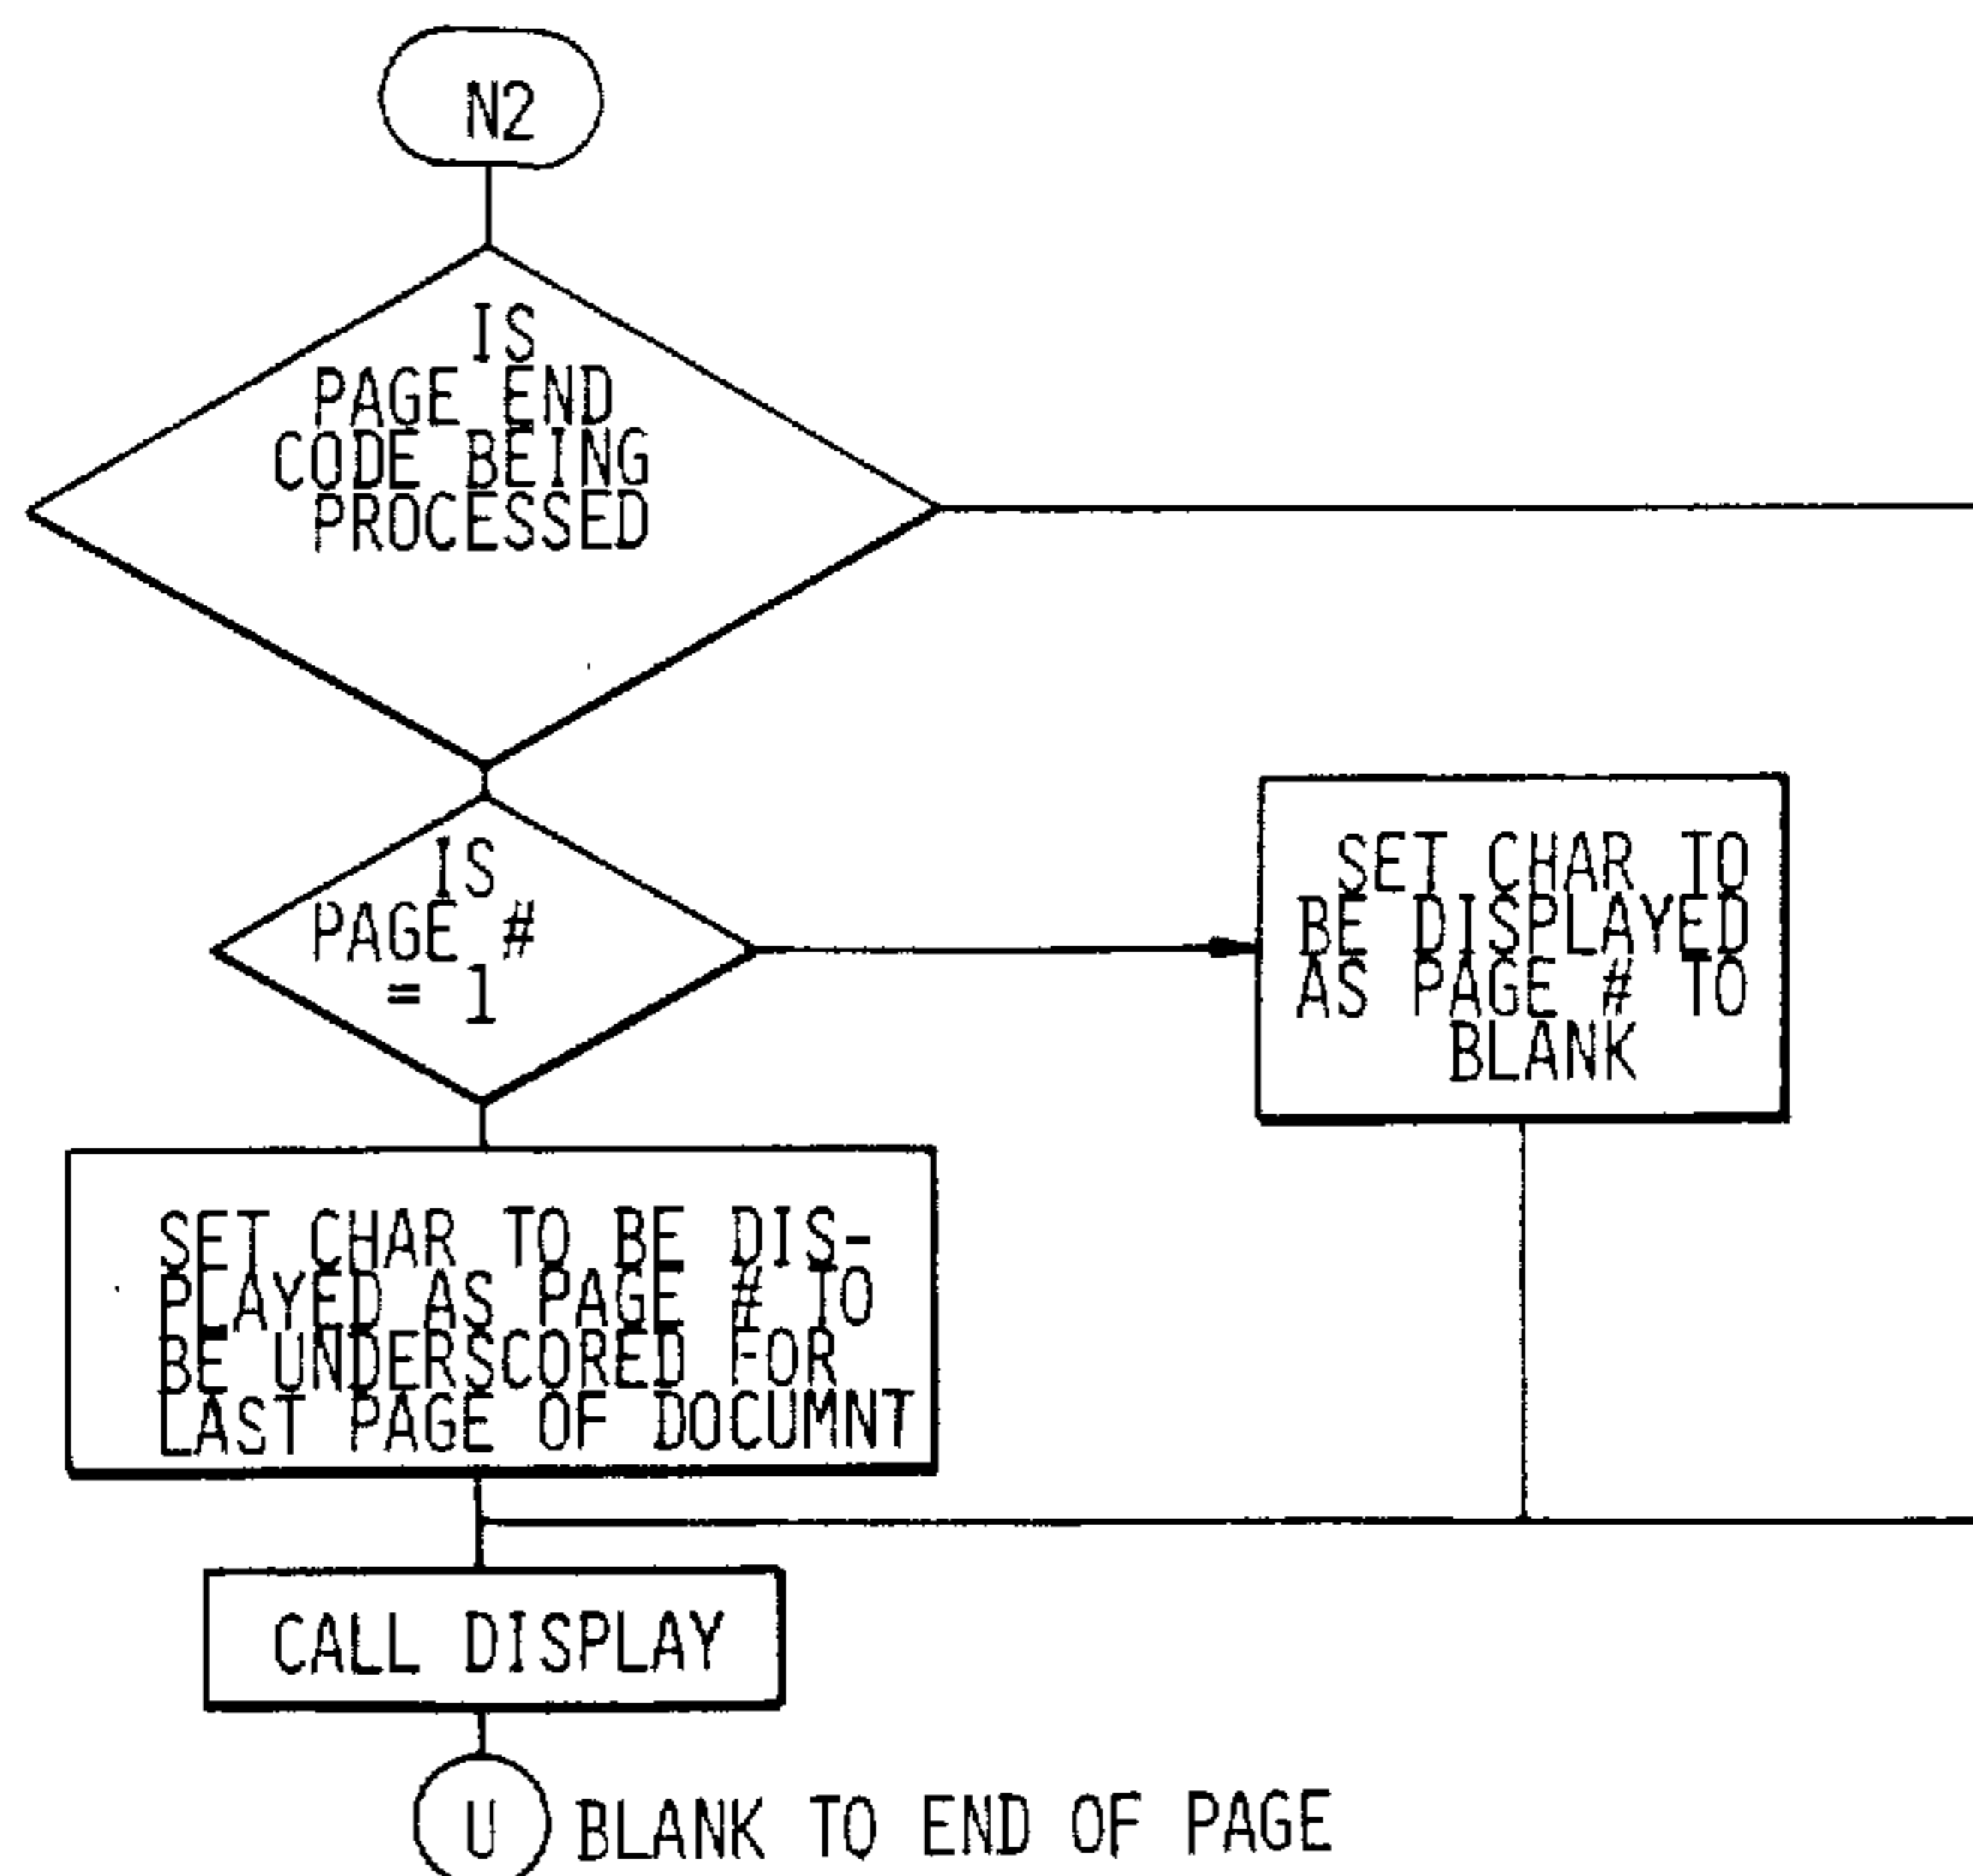 N2
IS
PAGE END
CODE BEING
PROCESSED
IS
PAGE #
= 1
SET CHAR TO
BE DISPLAYED
AS PAGE # TO
BLANK
SET CHAR TO BE DIS-
PLAYED AS PAGE # TO
BE UNDERSCORED FOR
LAST PAGE OF DOCUMNT
CALL DISPLAY
U BLANK TO END OF PAGE